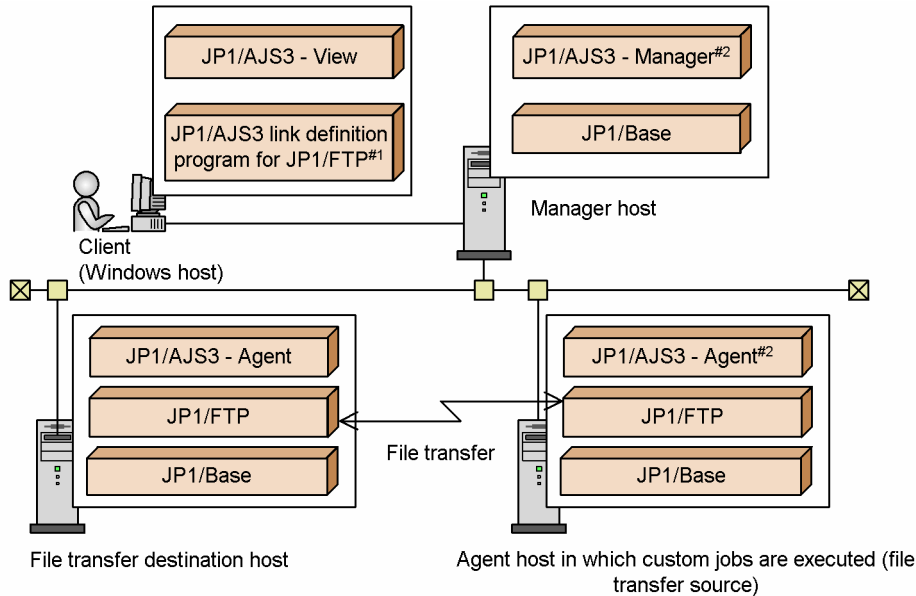 JP1/AJS3 - View
JP1/AJS3 link definition
program for JP1/FTP#1
JP1/AJS3 - Manager#2
JP1/Base
Client
(Windows host)
Manager host
JP1/AJS3 - Agent
JP1/FTP
JP1/Base
File transfer
JP1/AJS3 - Agent#2
JP1/FTP
JP1/Base
File transfer destination host
Agent host in which custom jobs are executed (file
transfer source)